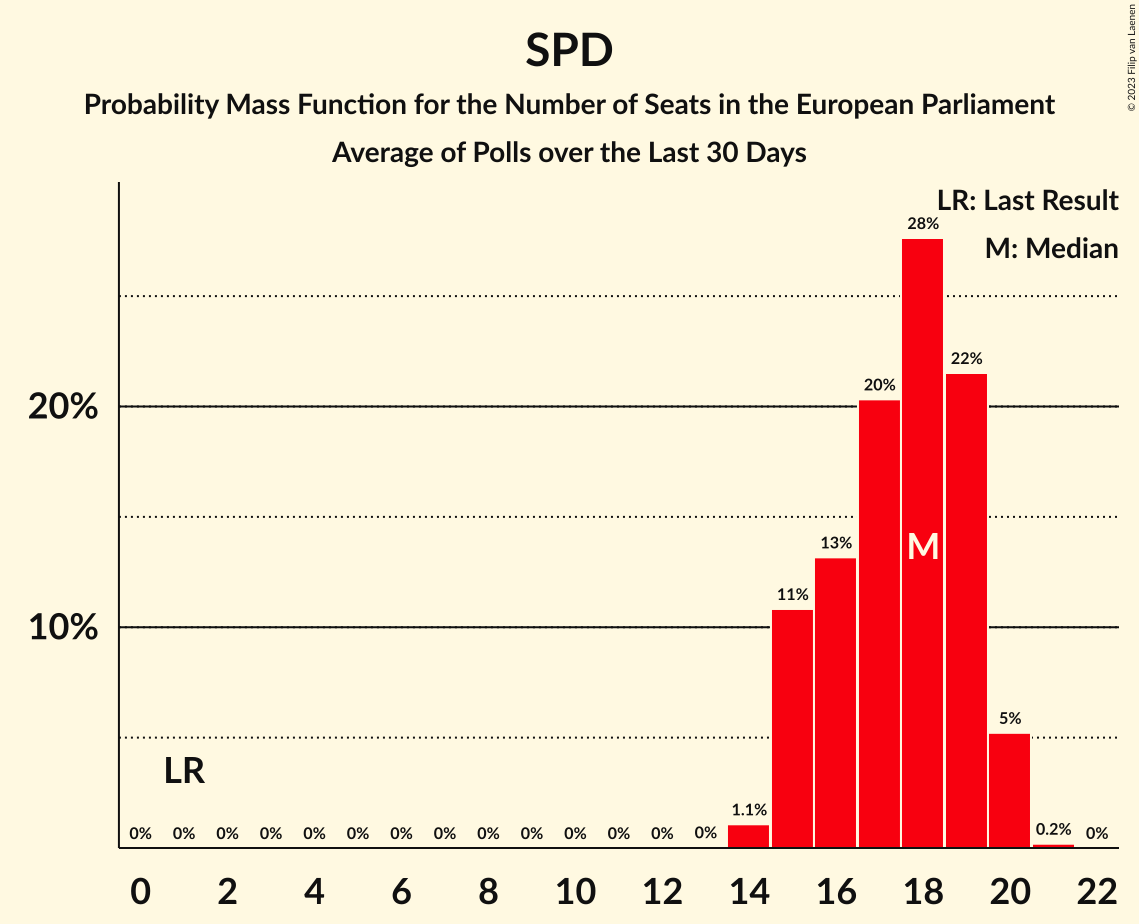 SPD
Probability Mass Function for the Number of Seats in the European Parliament
Average of Polls over the Last 30 Days
© 2023 Filip van Laenen
LR: Last Result
M: Median
20%
10%
LR
M
0% 0% 0% 0% 0% 0% 0% 0% 0% 0% 0% 0% 0% 0% 1.1% 11% 13% 20% 28% 22% 5% 0.2% 0%
0 2 4 6 8 10 12 14 16 18 20 22